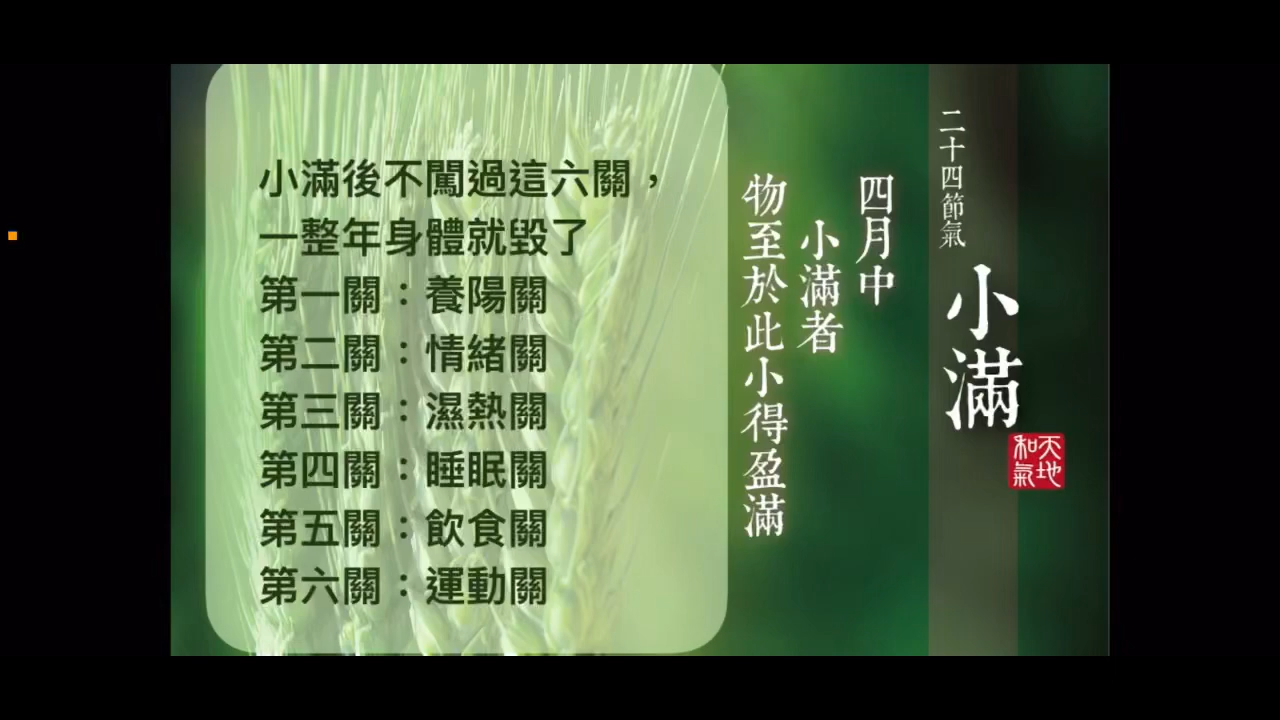 小滿後不闖過這六關，
一整年身體就毀了
第一關：養陽關
第二關：情緒關
第三關：濕熱關
第四關：睡眠關
第五關：飲食關
第六關：運動關
二十四節氣
小滿
天地
和氣
四月中
小滿者
物至於此小得盈滿